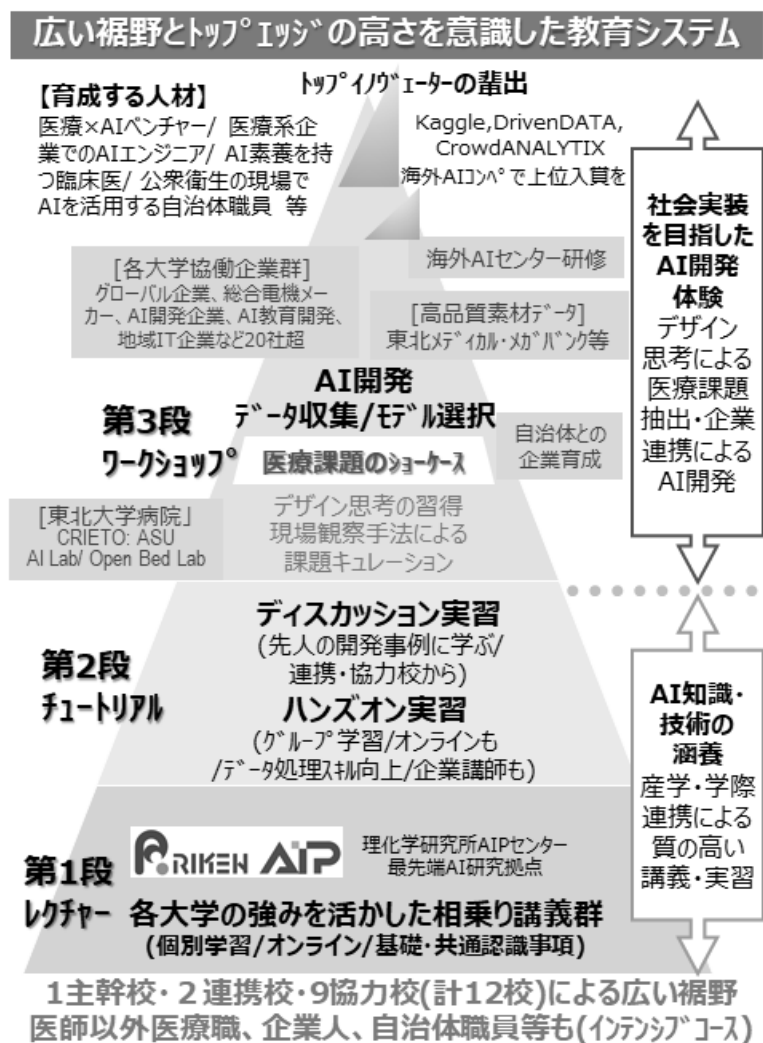 広い裾野とﾄｯﾌﾟｴｯｼﾞの高さを意識した教育システム
ﾄｯﾌﾟｲﾉｳﾞｪｰﾀｰの輩出
【育成する人材】
医療×AIベンチャー/ 医療系企
業でのAIエンジニア/ AI素養を持
つ臨床医/ 公衆衛生の現場で
AIを活用する自治体職員 等
Kaggle,DrivenDATA,
CrowdANALYTIX
海外AIｺﾝﾍﾟで上位入賞を
[各大学協働企業群]
グローバル企業、総合電機メー
カー、AI開発企業、AI教育開発、
地域IT企業など20社超
海外AIセンター研修
[高品質素材ﾃﾞｰﾀ]
東北ﾒﾃﾞｨｶﾙ･ﾒｶﾞﾊﾞﾝｸ等
第3段
ワークショップ
AI開発
ﾃﾞｰﾀ収集/ﾓﾃﾞﾙ選択
医療課題のｼｮｰｹｰｽ
自治体との
企業育成
[東北大学病院」
CRIETO: ASU
AI Lab/ Open Bed Lab
デザイン思考の習得
現場観察手法による
課題キュレーション
社会実装
を目指した
AI開発
体験
デザイン
思考による
医療課題
抽出・企業
連携による
AI開発
第2段
チュートリアル
ディスカッション実習
(先人の開発事例に学ぶ/
連携・協力校から)
ハンズオン実習
(ｸﾞﾙｰﾌﾟ学習/オンラインも
/ﾃﾞｰﾀ処理ｽｷﾙ向上/企業講師も)
AI知識・
技術の
涵養
産学・学際
連携による
質の高い
講義・実習
第1段
レクチャー
RIKEN AIP
理化学研究所AIPセンター
最先端AI研究拠点
各大学の強みを活かした相乗り講義群
(個別学習/オンライン/基礎・共通認識事項)
1主幹校・２連携校・9協力校(計12校)による広い裾野
医師以外医療職、企業人、自治体職員等も(ｲﾝﾃﾝｼﾌﾞｺｰｽ)